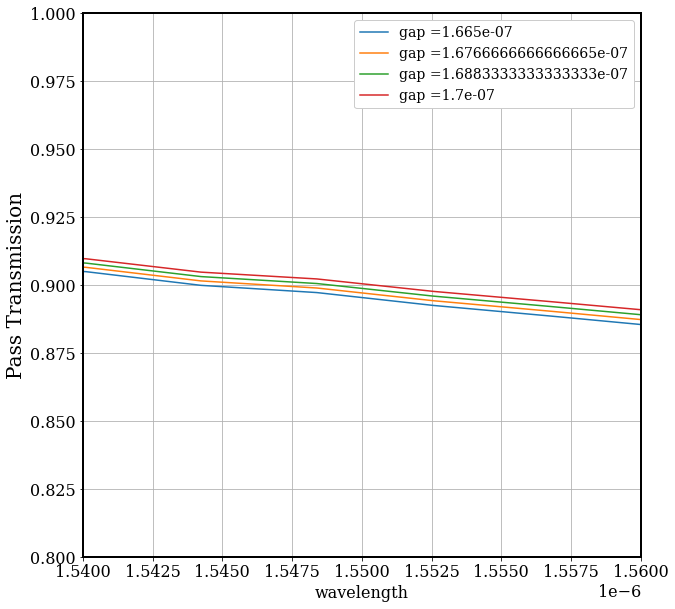 1.000
0.975
0.950
0.925
0.900
0.875
0.850
0.825
0.800
Pass Transmission
gap =1.665e-07
gap =1.6766666666666665e-07
gap =1.6883333333333333e-07
gap =1.7e-07
1.5400 1.5425 1.5450 1.5475 1.5500 1.5525 1.5550 1.5575 1.5600
wavelength
1e−6